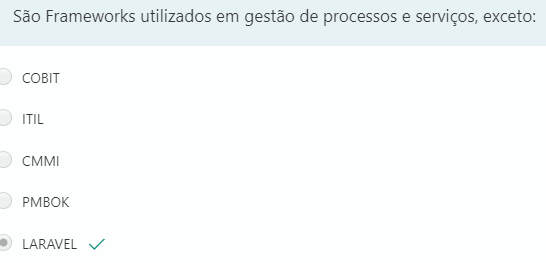 São Frameworks utilizados em gestão de processos e serviços, exceto:
COBIT
ITIL
CMMI
PMBOK
LARAVEL